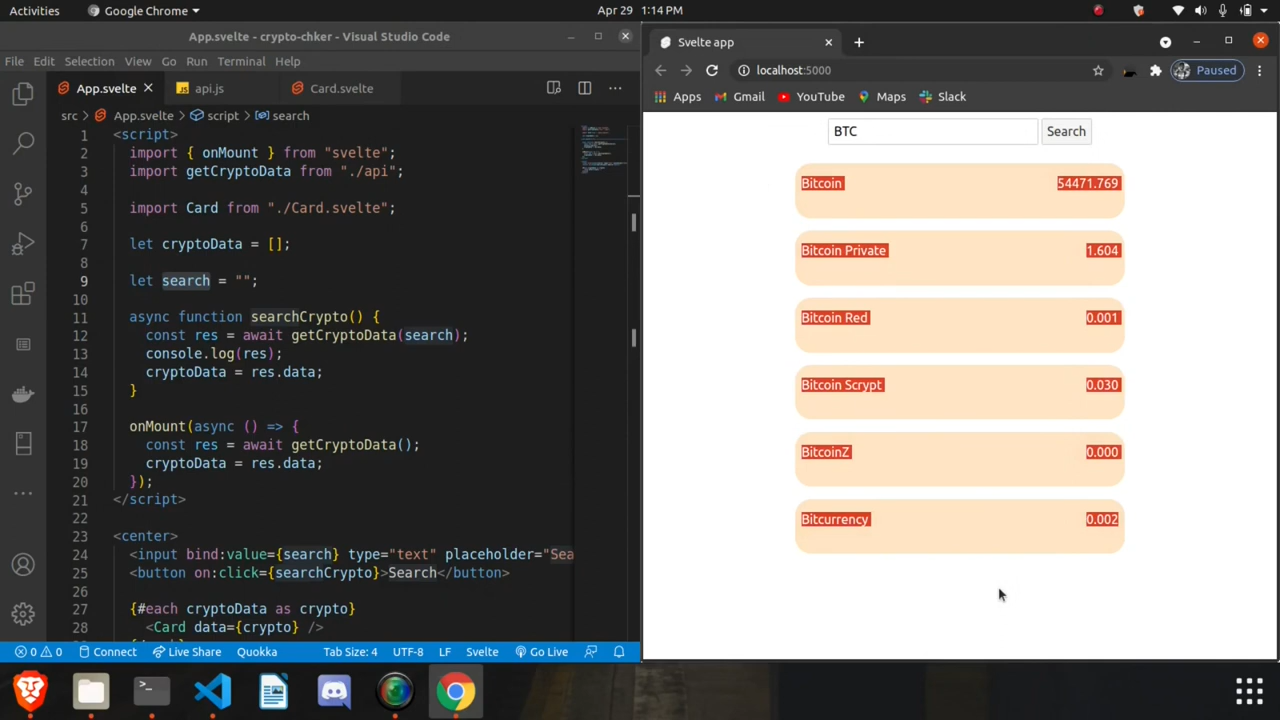 Activities
Google Chrome
Apr 29 1:14 PM
App.svelte - crypto-chker - Visual Studio Code
File Edit Selection View Go Run Terminal Help
App.svelte
api.js
Card.svelte
src > App.svelte > script > search
1 <script>
2 import { onMount } from "svelte";
3 import getCryptoData from "./api";
4
5 import Card from "./Card.svelte";
6
7 let cryptoData = [];
8
9 let search = "";
10
11 async function searchCrypto() {
12 const res = await getCryptoData(search);
13 console.log(res);
14 cryptoData = res.data;
15 }
16
17 onMount(async () => {
18 const res = await getCryptoData();
19 cryptoData = res.data;
20 });
21 </script>
22
23 <center>
24 <input bind:value={search} type="text" placeholder="Sea
25 <button on:click={searchCrypto}>Search</button>
26
27 {#each cryptoData as crypto}
28 <Card data={crypto} />
0 0 Connect Live Share Quokka Tab Size: 4 UTF-8 LF Svelte Go Live
Svelte app
localhost:5000
Paused
Apps Gmail YouTube Maps Slack
BTC
Search
Bitcoin 54471.769
Bitcoin Private 1.604
Bitcoin Red 0.001
Bitcoin Scrypt 0.030
BitcoinZ 0.000
Bitcurrency 0.002